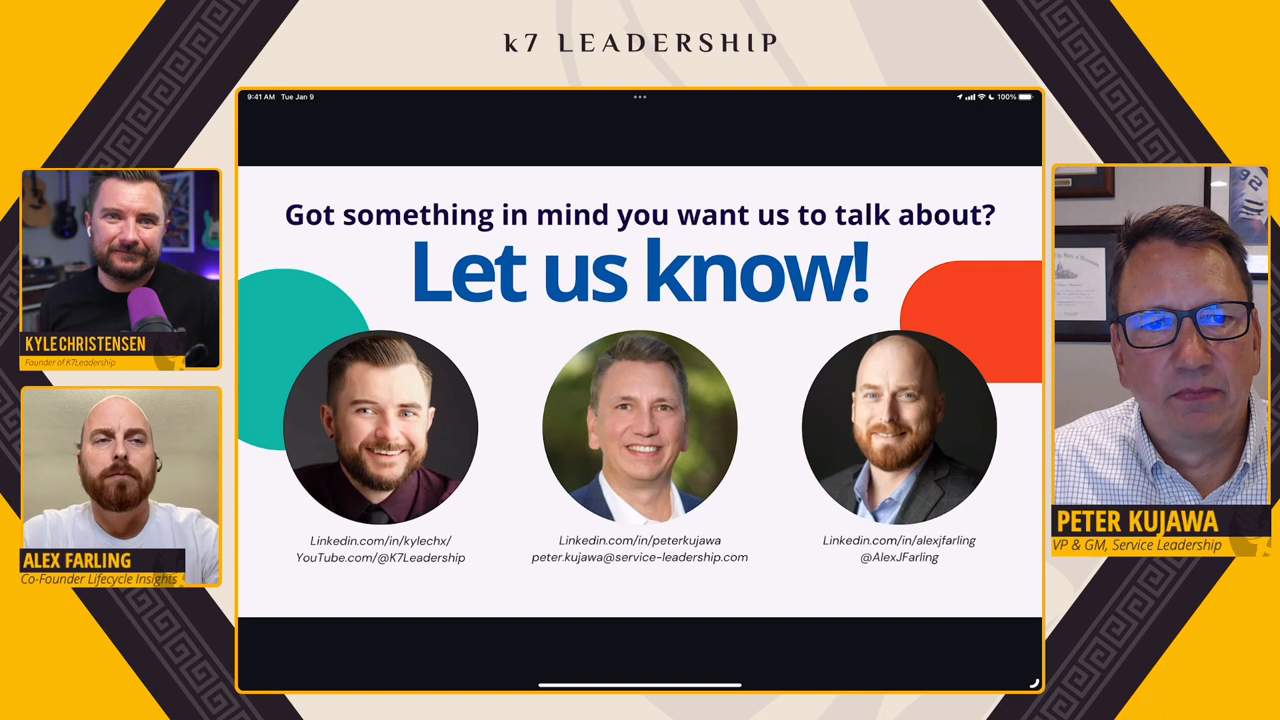 k7 LEADERSHIP
9:41 AM Tue Jan 9
100%
Got something in mind you want us to talk about?
Let us know!
Linkedin.com/in/kylechx/
YouTube.com/@K7Leadership
Linkedin.com/in/peterkujawa
peter.kujawa@service-leadership.com
Linkedin.com/in/alexjfarling
@AlexJFarling
KYLE CHRISTENSEN
Founder of K7Leadership
ALEX FARLING
Co-Founder Lifecycle Insights
PETER KUJAWA
VP & GM, Service Leadership
92